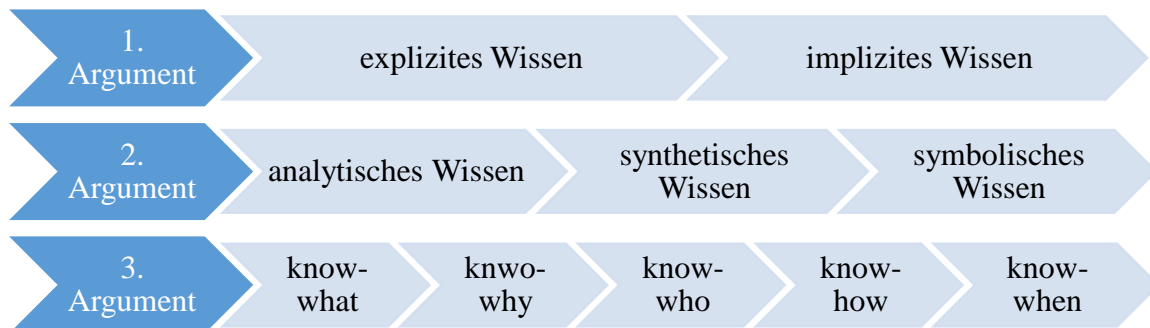 1.
Argument
explizites Wissen
implizites Wissen
2.
Argument
analytisches Wissen
synthetisches
Wissen
symbolisches
Wissen
3.
Argument
know-
what
knwo-
why
know-
who
know-
how
know-
when